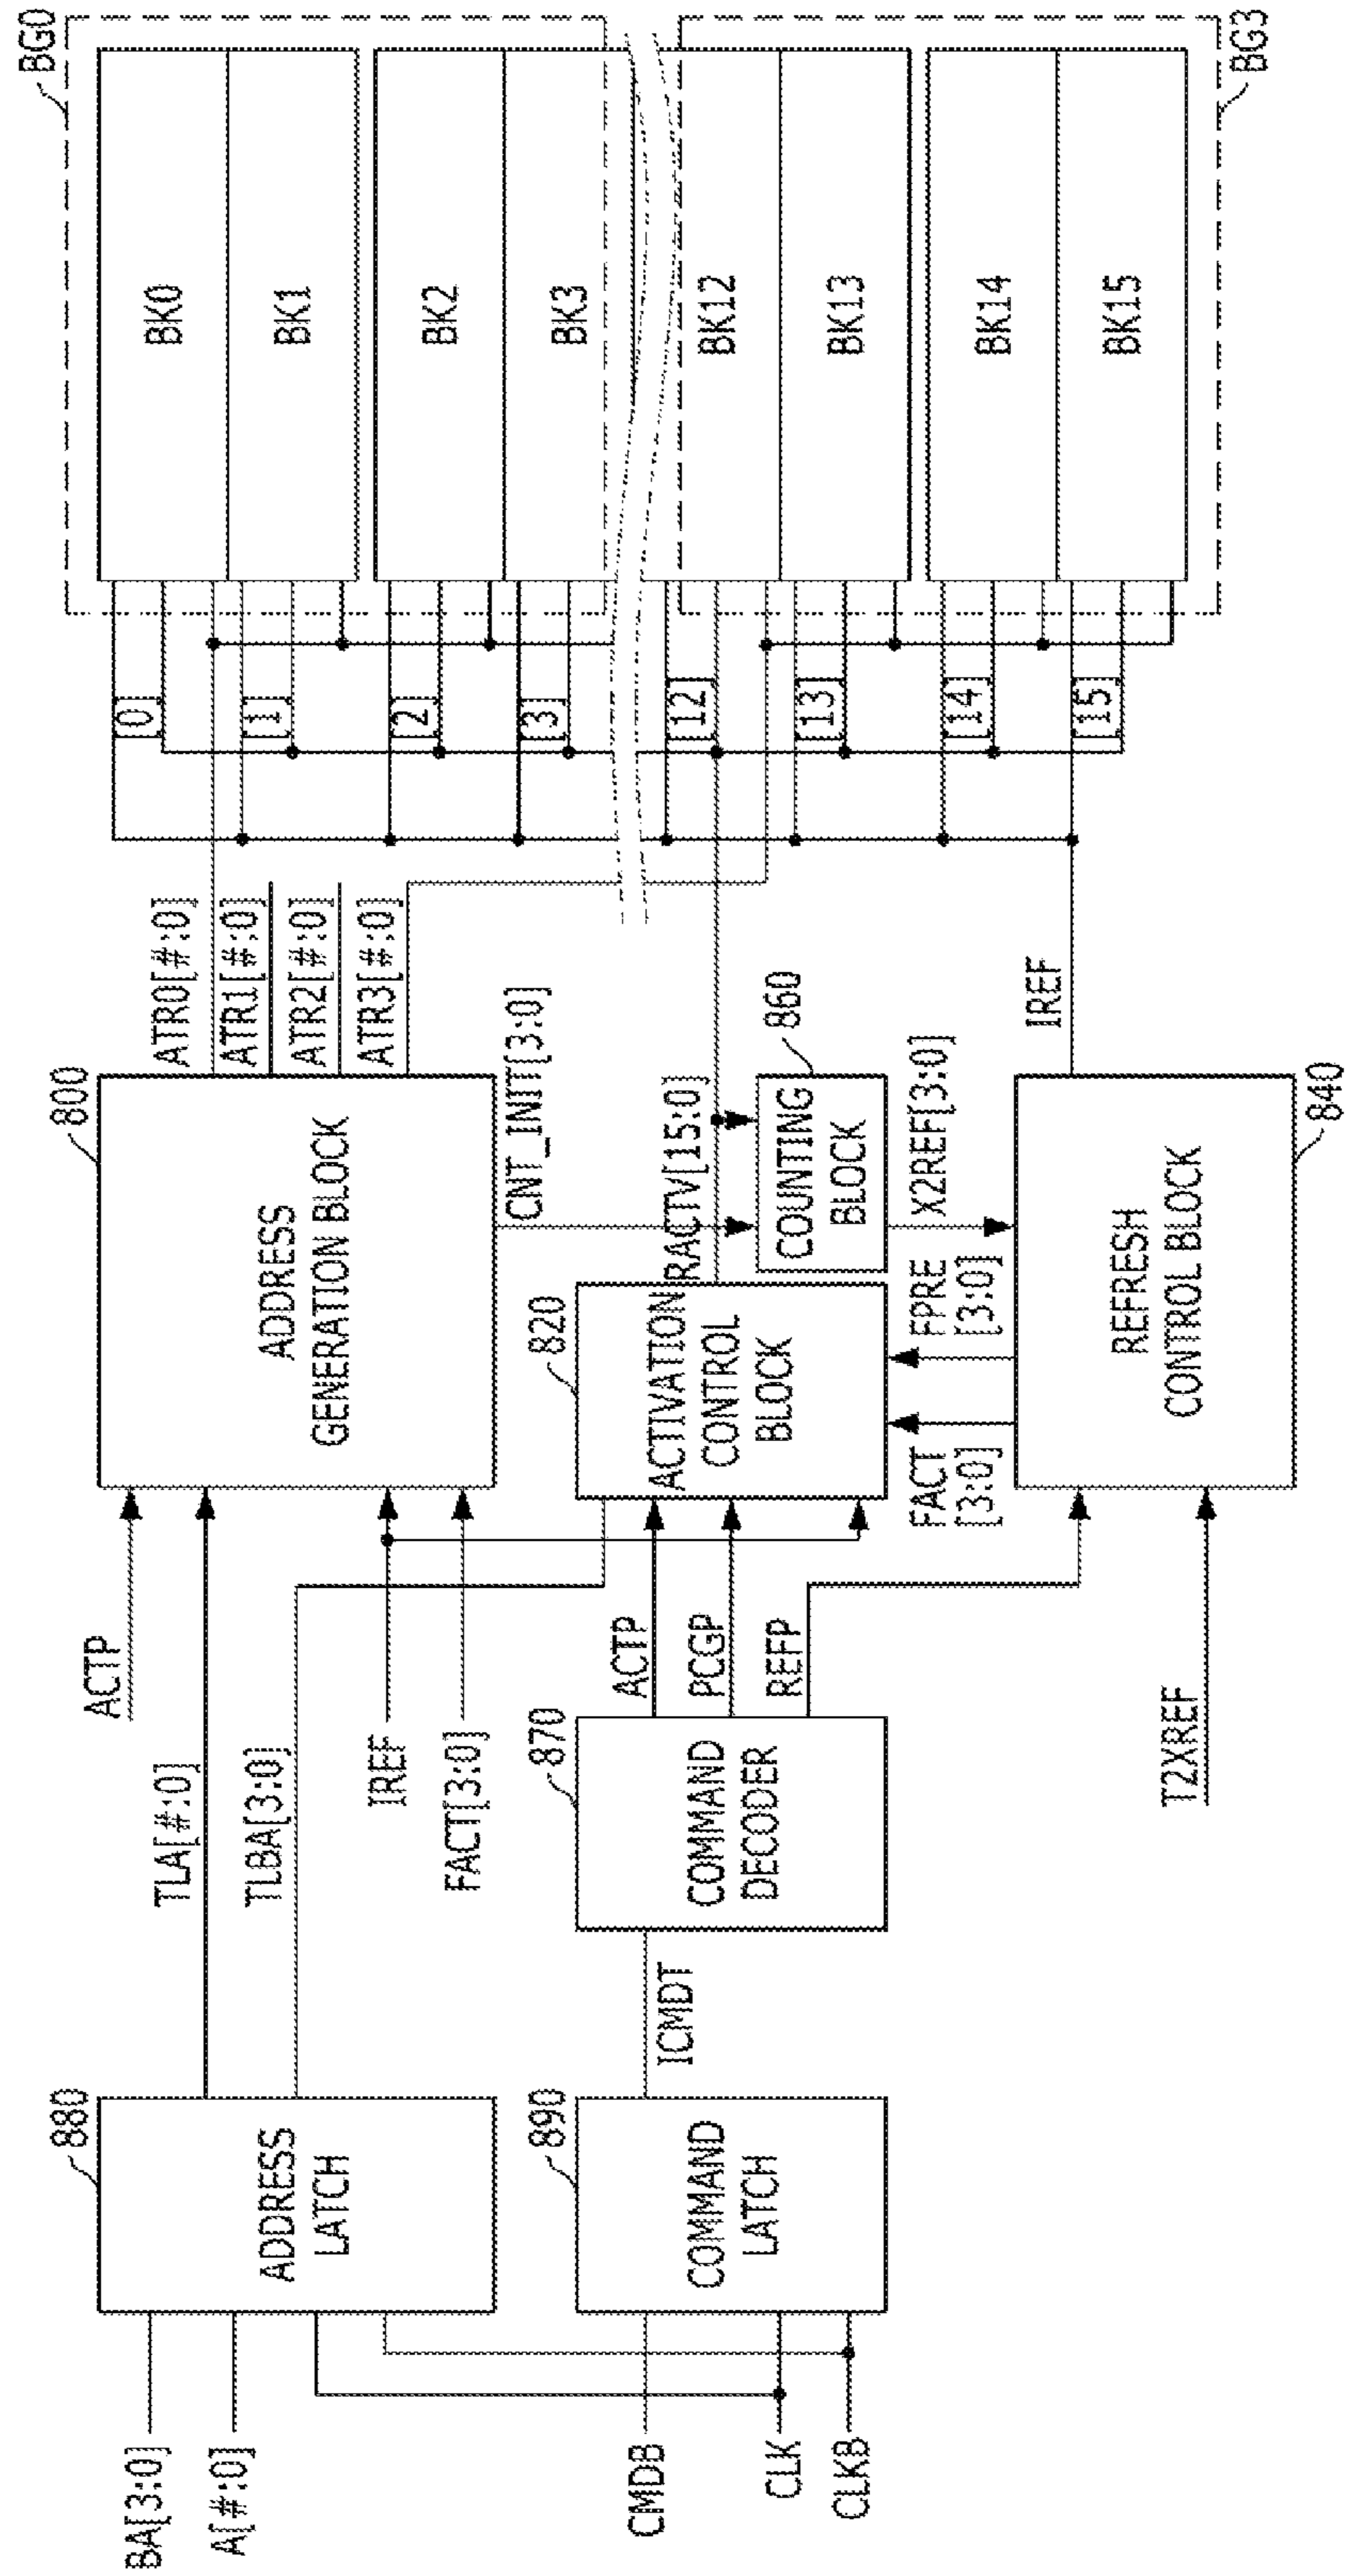 BA[3:0]
A[#:0]
CMDB
CLK
CLKB
880
ADDRESS
LATCH
890
COMMAND
LATCH
TLA[#:0]
TLBA[3:0]
ICMDT
ACTP
IREF
FACT[3:0]
870
COMMAND
DECODER
ACTP
PCGP
REFP
T2XREF
800
ADDRESS
GENERATION BLOCK
820
ACTIVATION
CONTROL
BLOCK
FACT
[3:0]
FPRE
[3:0]
REFRESH
CONTROL BLOCK
840
CNT_INIT[3:0]
RACTV[15:0]
860
COUNTING
BLOCK
X2REF[3:0]
IREF
ATR0[#:0]
ATR1[#:0]
ATR2[#:0]
ATR3[#:0]
[0]
[1]
[2]
[3]
[12]
[13]
[14]
[15]
BG0
BK0
BK1
BK2
BK3
BK12
BK13
BK14
BK15
BG3